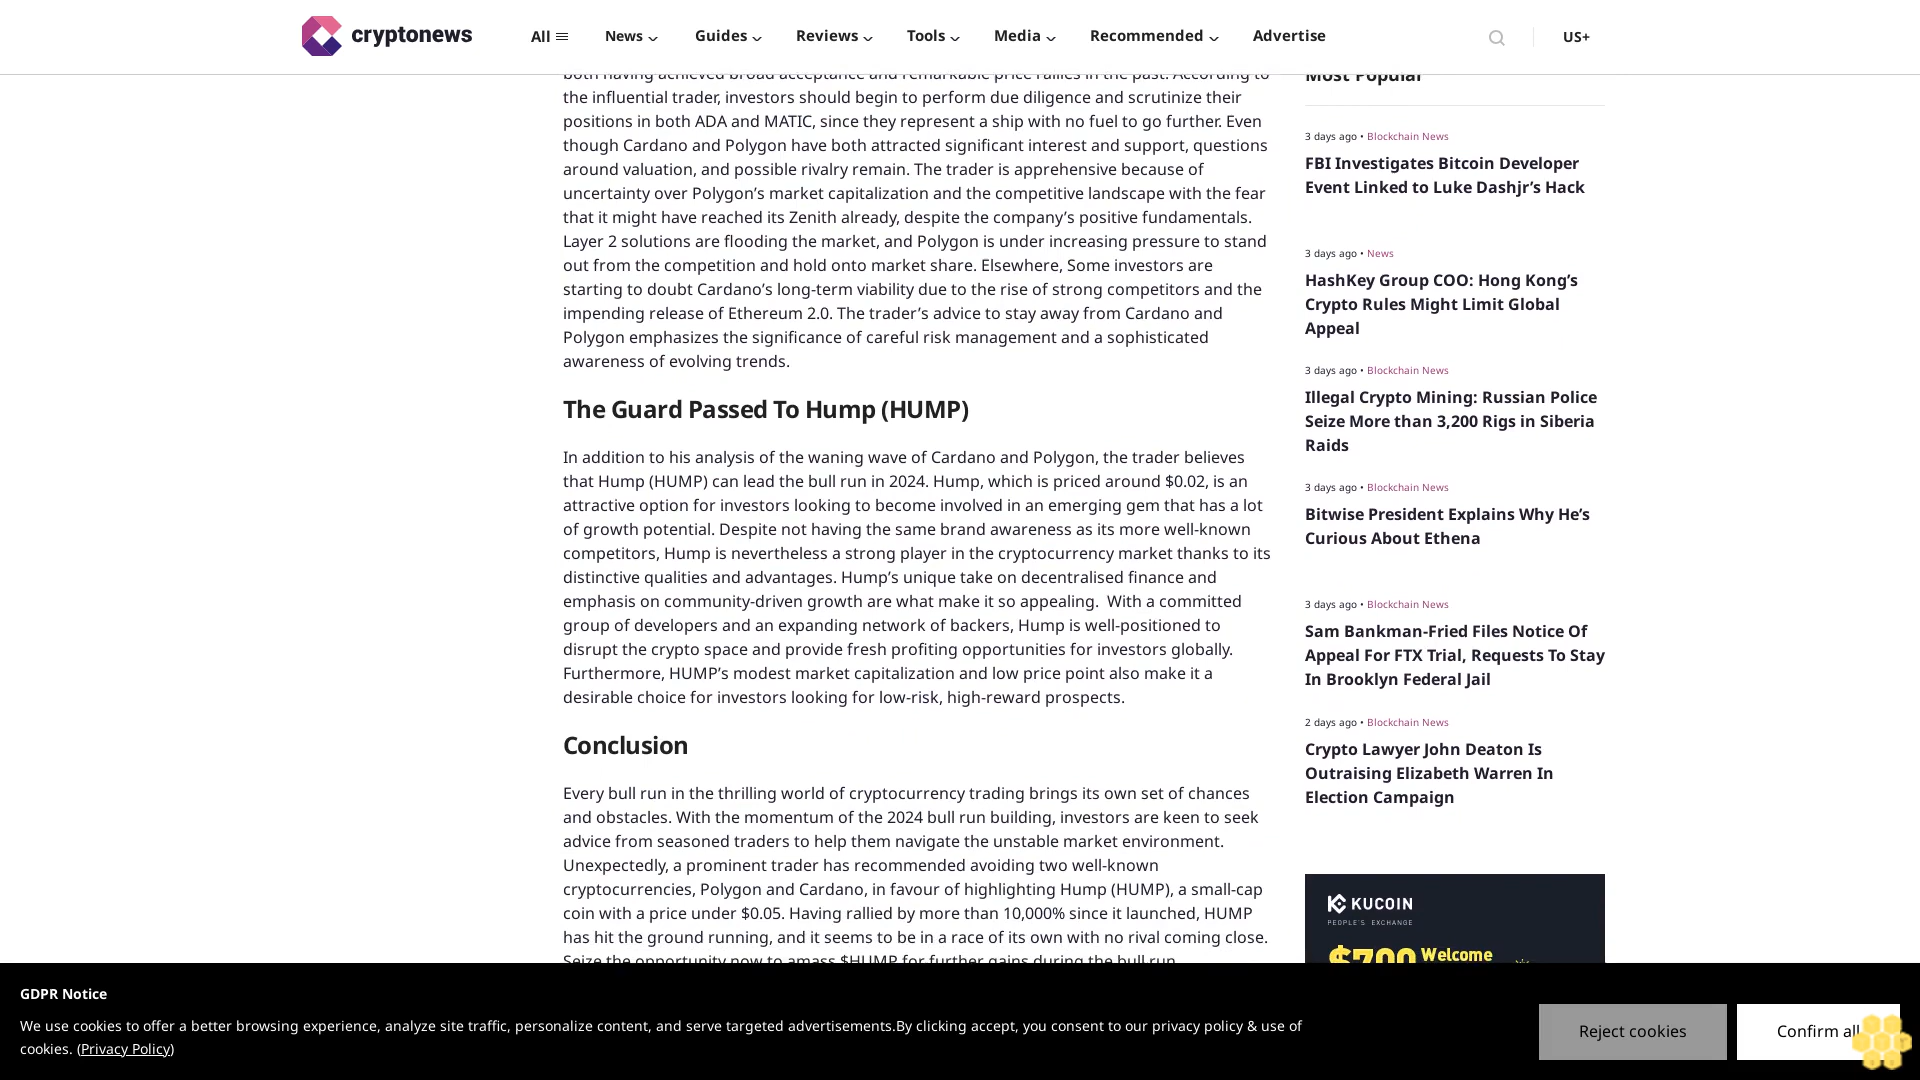 cryptonews
All
News
Guides
Reviews
Tools
Media
Recommended
Advertise
US+
both having achieved broad acceptance and remarkable price rallies in the past. According to
the influential trader, investors should begin to perform due diligence and scrutinize their
positions in both ADA and MATIC, since they represent a ship with no fuel to go further. Even
though Cardano and Polygon have both attracted significant interest and support, questions
around valuation, and possible rivalry remain. The trader is apprehensive because of
uncertainty over Polygon’s market capitalization and the competitive landscape with the fear
that it might have reached its Zenith already, despite the company’s positive fundamentals.
Layer 2 solutions are flooding the market, and Polygon is under increasing pressure to stand
out from the competition and hold onto market share. Elsewhere, Some investors are
starting to doubt Cardano’s long-term viability due to the rise of strong competitors and the
impending release of Ethereum 2.0. The trader’s advice to stay away from Cardano and
Polygon emphasizes the significance of careful risk management and a sophisticated
awareness of evolving trends.
The Guard Passed To Hump (HUMP)
In addition to his analysis of the waning wave of Cardano and Polygon, the trader believes
that Hump (HUMP) can lead the bull run in 2024. Hump, which is priced around $0.02, is an
attractive option for investors looking to become involved in an emerging gem that has a lot
of growth potential. Despite not having the same brand awareness as its more well-known
competitors, Hump is nevertheless a strong player in the cryptocurrency market thanks to its
distinctive qualities and advantages. Hump’s unique take on decentralised finance and
emphasis on community-driven growth are what make it so appealing.  With a committed
group of developers and an expanding network of backers, Hump is well-positioned to
disrupt the crypto space and provide fresh profiting opportunities for investors globally.
Furthermore, HUMP’s modest market capitalization and low price point also make it a
desirable choice for investors looking for low-risk, high-reward prospects.
Conclusion
Every bull run in the thrilling world of cryptocurrency trading brings its own set of chances
and obstacles. With the momentum of the 2024 bull run building, investors are keen to seek
advice from seasoned traders to help them navigate the unstable market environment.
Unexpectedly, a prominent trader has recommended avoiding two well-known
cryptocurrencies, Polygon and Cardano, in favour of highlighting Hump (HUMP), a small-cap
coin with a price under $0.05. Having rallied by more than 10,000% since it launched, HUMP
has hit the ground running, and it seems to be in a race of its own with no rival coming close.
Seize the opportunity now to amass $HUMP for further gains during the bull run.
Most Popular
3 days ago • Blockchain News
FBI Investigates Bitcoin Developer
Event Linked to Luke Dashjr’s Hack
3 days ago • News
HashKey Group COO: Hong Kong’s
Crypto Rules Might Limit Global
Appeal
3 days ago • Blockchain News
Illegal Crypto Mining: Russian Police
Seize More than 3,200 Rigs in Siberia
Raids
3 days ago • Blockchain News
Bitwise President Explains Why He’s
Curious About Ethena
3 days ago • Blockchain News
Sam Bankman-Fried Files Notice Of
Appeal For FTX Trial, Requests To Stay
In Brooklyn Federal Jail
2 days ago • Blockchain News
Crypto Lawyer John Deaton Is
Outraising Elizabeth Warren In
Election Campaign
KUCOIN
PEOPLE'S EXCHANGE
$700 Welcome
GDPR Notice
We use cookies to offer a better browsing experience, analyze site traffic, personalize content, and serve targeted advertisements.By clicking accept, you consent to our privacy policy & use of
cookies. (Privacy Policy)
Reject cookies
Confirm all